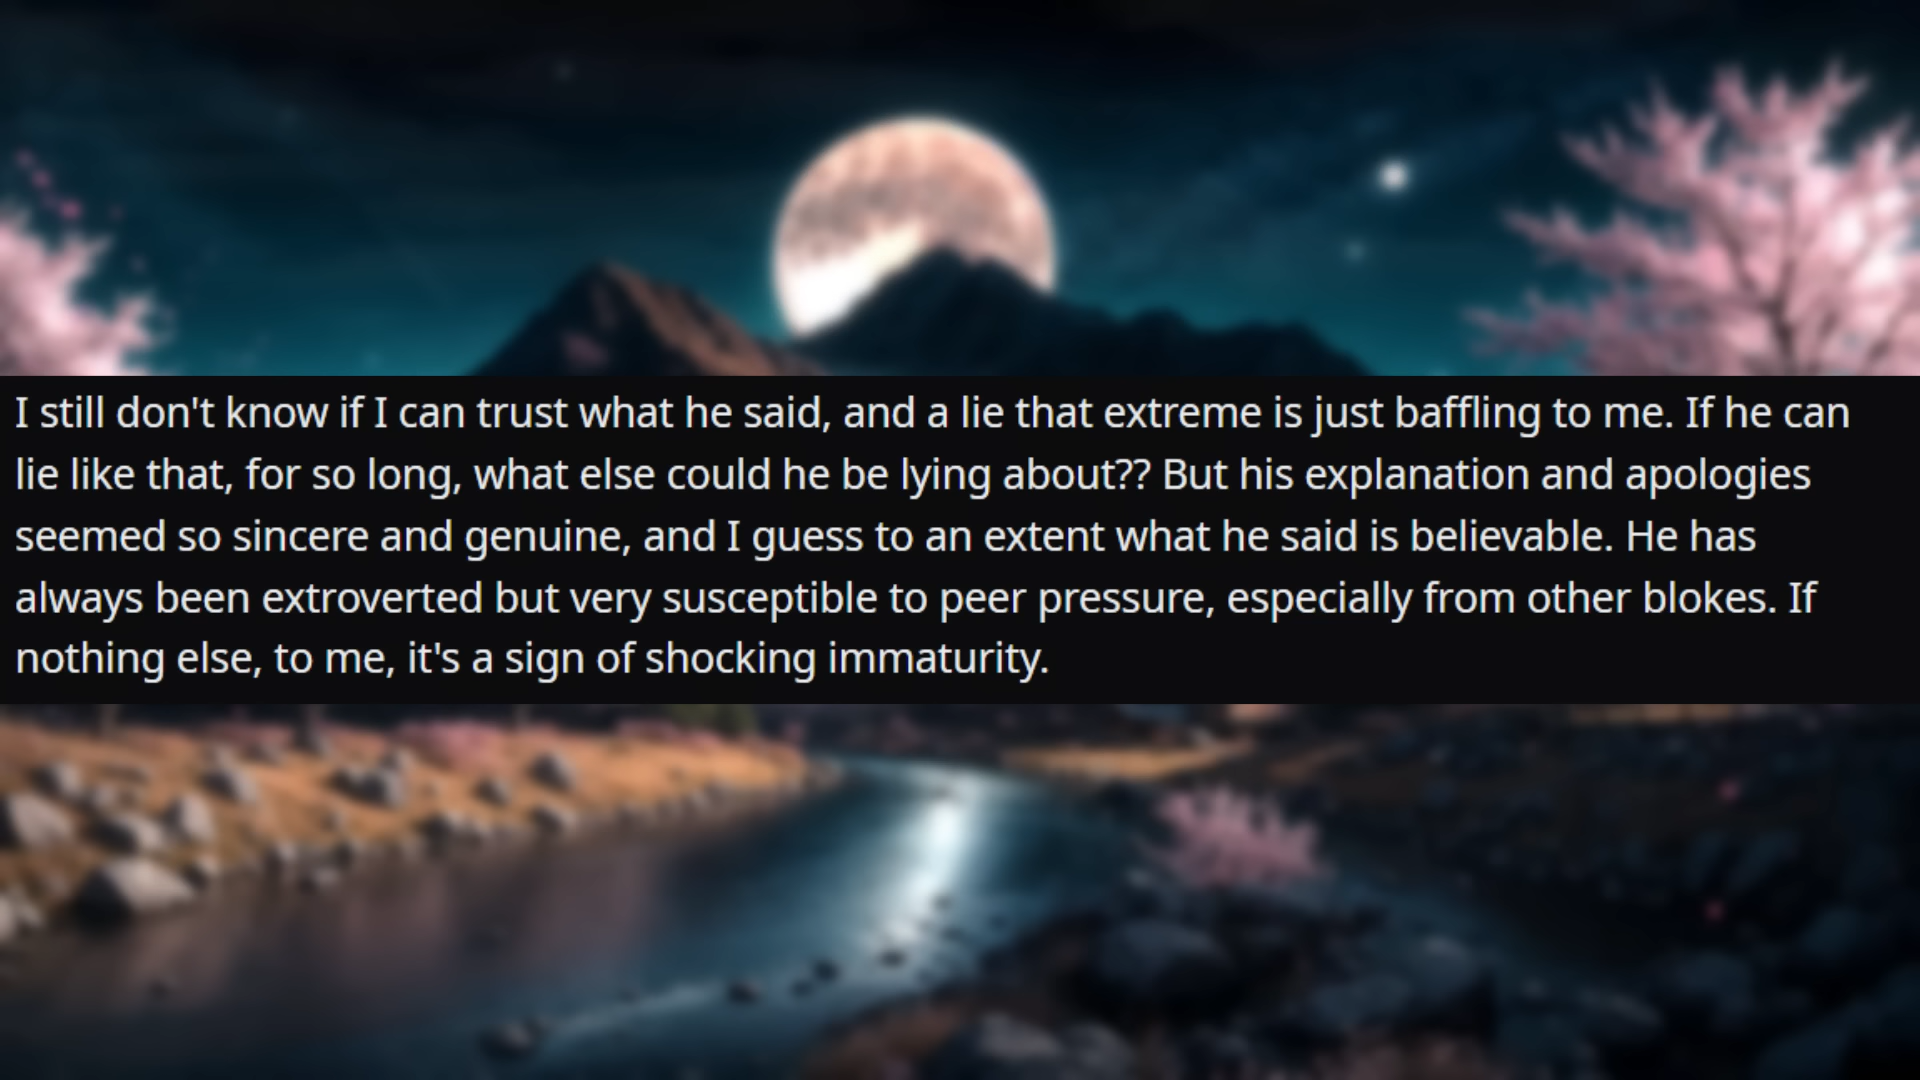 I still don't know if I can trust what he said, and a lie that extreme is just baffling to me. If he can
lie like that, for so long, what else could he be lying about?? But his explanation and apologies
seemed so sincere and genuine, and I guess to an extent what he said is believable. He has
always been extroverted but very susceptible to peer pressure, especially from other blokes. If
nothing else, to me, it's a sign of shocking immaturity.